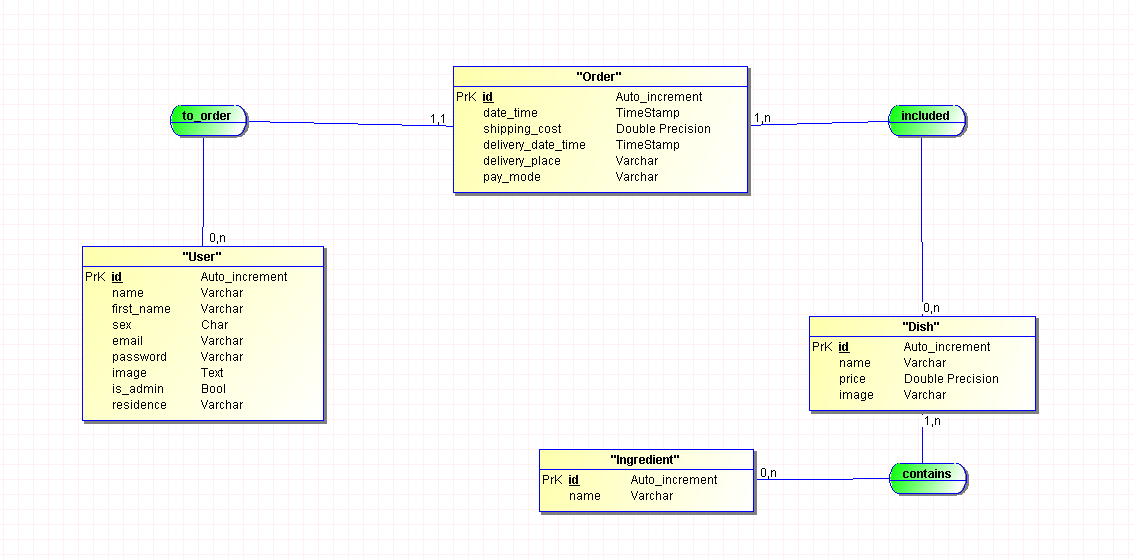 "Order"
PrK id Auto_increment
date_time TimeStamp
shipping_cost Double Precision
delivery_date_time TimeStamp
delivery_place Varchar
pay_mode Varchar
to_order
1,1
1,n
included
0,n
"User"
PrK id Auto_increment
name Varchar
first_name Varchar
sex Char
email Varchar
password Varchar
image Text
is_admin Bool
residence Varchar
0,n
"Dish"
PrK id Auto_increment
name Varchar
price Double Precision
image Varchar
1,n
"Ingredient"
PrK id Auto_increment
name Varchar
0,n
contains